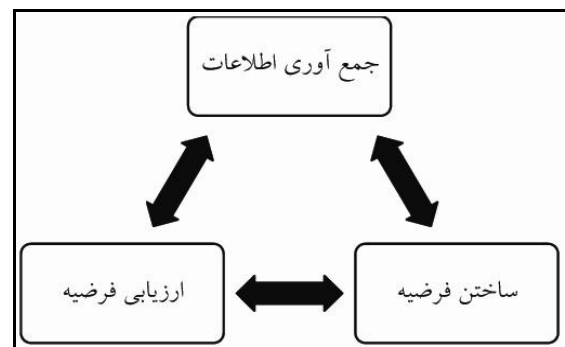 جمع آوری اطلاعات
ساختن فرضیه
ارزیابی فرضیه